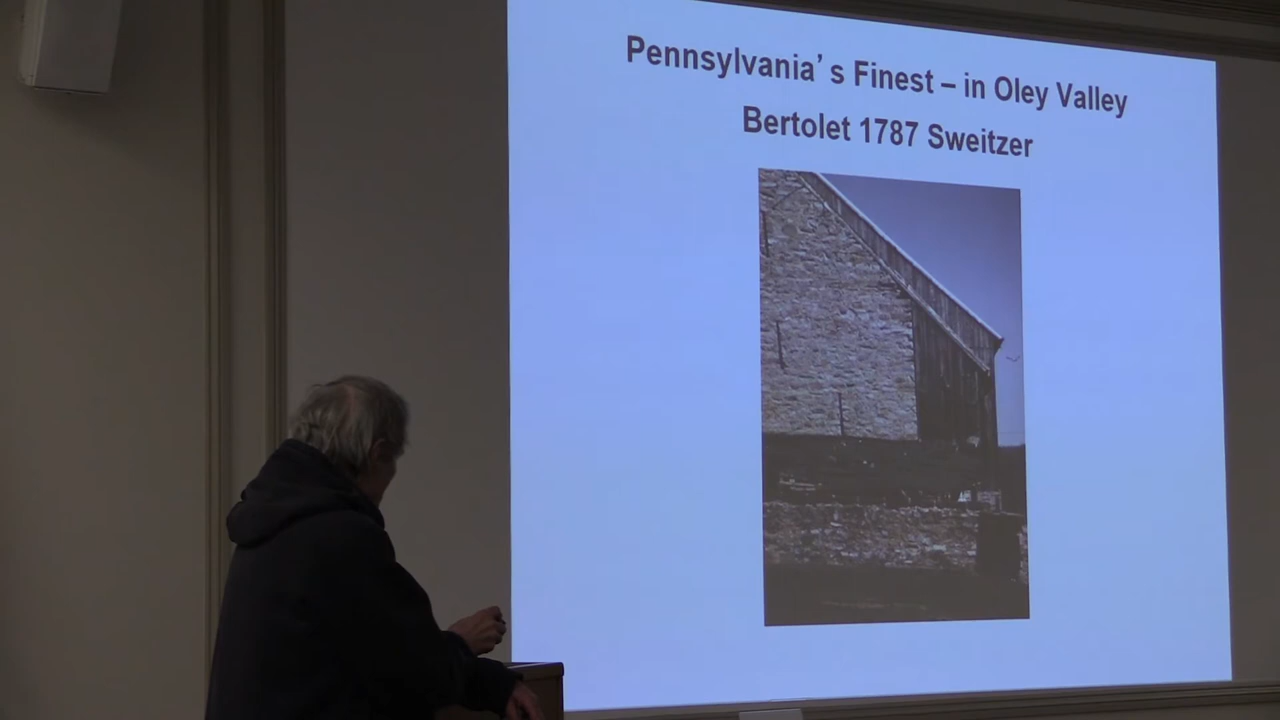 Pennsylvania’s Finest – in Oley Valley
Bertolet 1787 Sweitzer